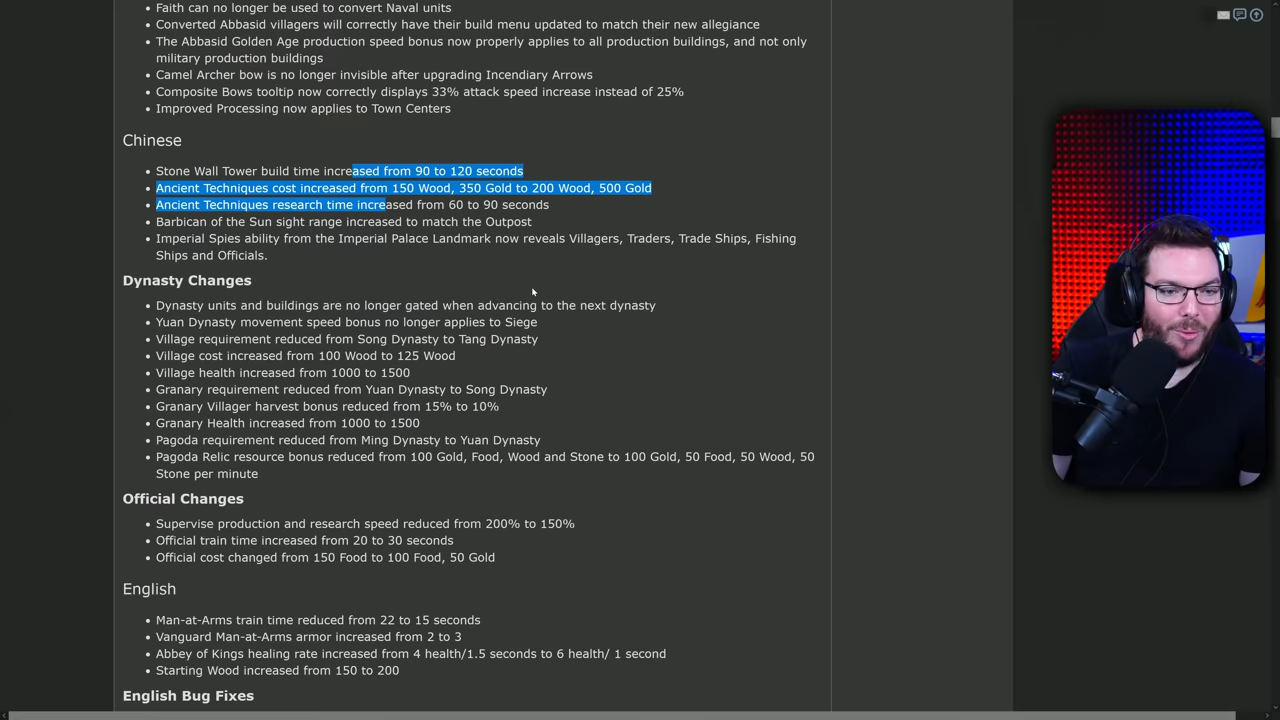 Faith can no longer be used to convert Naval units
Converted Abbasid villagers will correctly have their build menu updated to match their new allegiance
The Abbasid Golden Age production speed bonus now properly applies to all production buildings, and not only
military production buildings
Camel Archer bow is no longer invisible after upgrading Incendiary Arrows
Composite Bows tooltip now correctly displays 33% attack speed increase instead of 25%
Improved Processing now applies to Town Centers
Chinese
Stone Wall Tower build time increased from 90 to 120 seconds
Ancient Techniques cost increased from 150 Wood, 350 Gold to 200 Wood, 500 Gold
Ancient Techniques research time increased from 60 to 90 seconds
Barbican of the Sun sight range increased to match the Outpost
Imperial Spies ability from the Imperial Palace Landmark now reveals Villagers, Traders, Trade Ships, Fishing
Ships and Officials.
Dynasty Changes
Dynasty units and buildings are no longer gated when advancing to the next dynasty
Yuan Dynasty movement speed bonus no longer applies to Siege
Village requirement reduced from Song Dynasty to Tang Dynasty
Village cost increased from 100 Wood to 125 Wood
Village health increased from 1000 to 1500
Granary requirement reduced from Yuan Dynasty to Song Dynasty
Granary Villager harvest bonus reduced from 15% to 10%
Granary Health increased from 1000 to 1500
Pagoda requirement reduced from Ming Dynasty to Yuan Dynasty
Pagoda Relic resource bonus reduced from 100 Gold, Food, Wood and Stone to 100 Gold, 50 Food, 50 Wood, 50
Stone per minute
Official Changes
Supervise production and research speed reduced from 200% to 150%
Official train time increased from 20 to 30 seconds
Official cost changed from 150 Food to 100 Food, 50 Gold
English
Man-at-Arms train time reduced from 22 to 15 seconds
Vanguard Man-at-Arms armor increased from 2 to 3
Abbey of Kings healing rate increased from 4 health/1.5 seconds to 6 health/ 1 second
Starting Wood increased from 150 to 200
English Bug Fixes